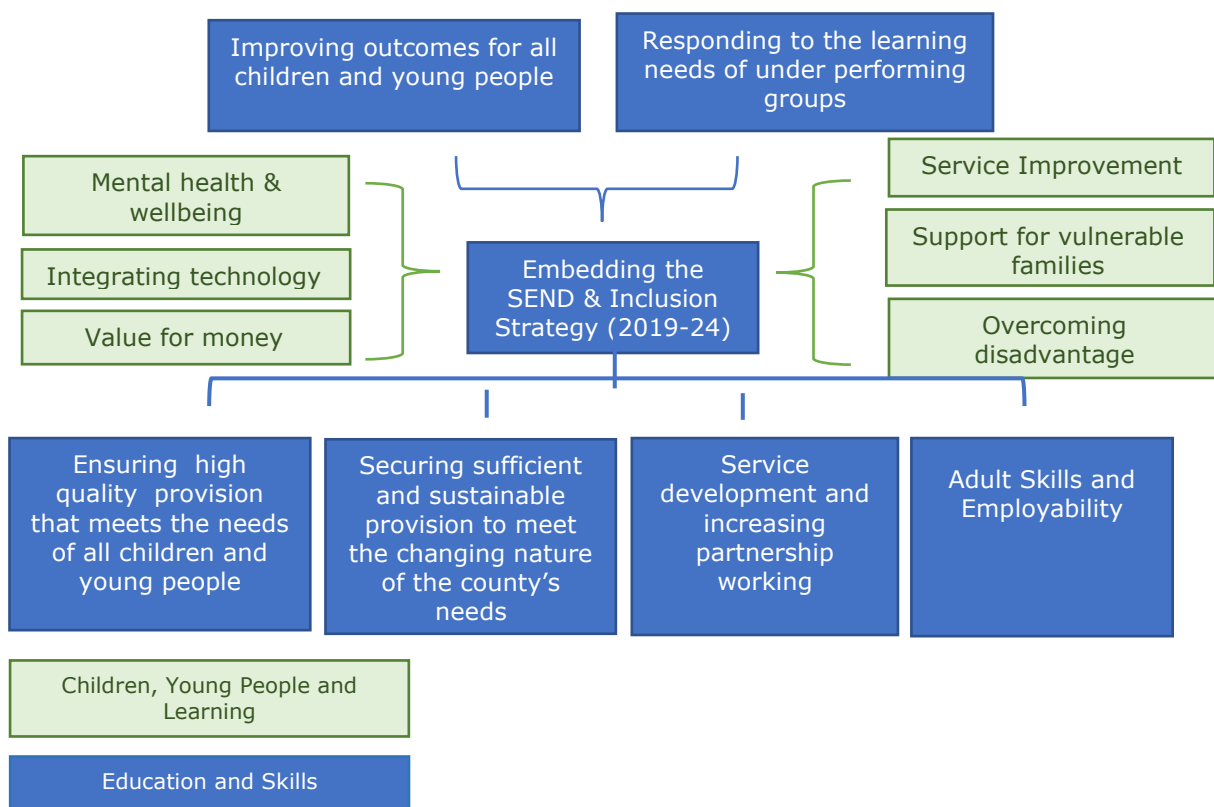 Improving outcomes for all
children and young people
Responding to the learning
needs of under performing
groups
Mental health &
wellbeing
Integrating technology
Value for money
Service Improvement
Support for vulnerable
families
Overcoming
disadvantage
Embedding the
SEND & Inclusion
Strategy (2019-24)
Ensuring high
quality provision
that meets the needs
of all children and
young people
Securing sufficient
and sustainable
provision to meet
the changing nature
of the county’s
needs
Service
development and
increasing
partnership
working
Adult Skills and
Employability
Children, Young People and
Learning
Education and Skills